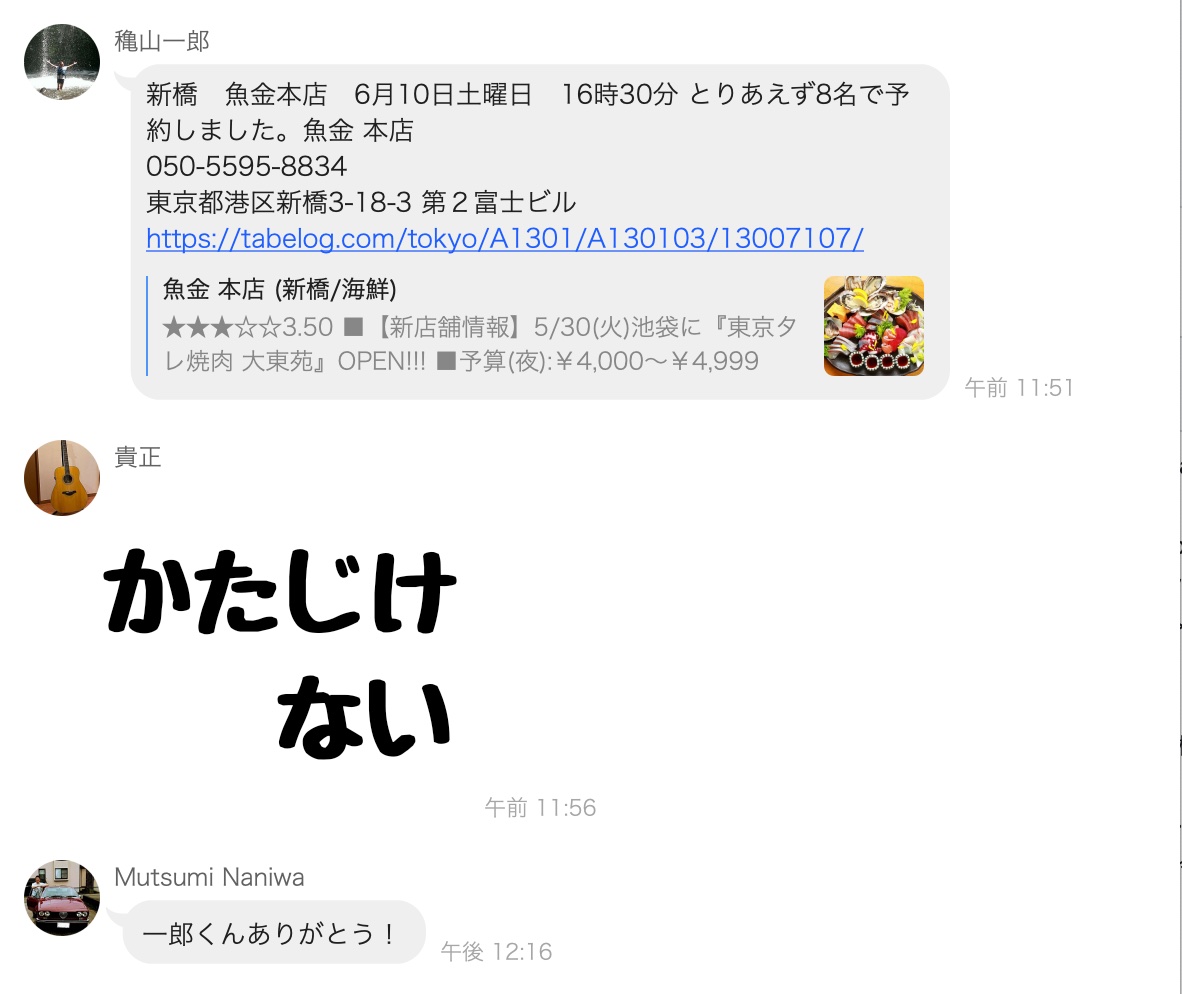 穐山一郎
新橋　魚金本店　6月10日土曜日　16時30分 とりあえず8名で予
約しました。魚金 本店
050-5595-8834
東京都港区新橋3-18-3 第２富士ビル
https://tabelog.com/tokyo/A1301/A130103/13007107/
魚金 本店 (新橋/海鮮)
★★★☆☆3.50 ■【新店舗情報】5/30(火)池袋に『東京タ
レ焼肉 大東苑』OPEN!!! ■予算(夜):￥4,000～￥4,999
午前 11:51
貴正
かたじけ
ない
午前 11:56
Mutsumi Naniwa
一郎くんありがとう！
午後 12:16